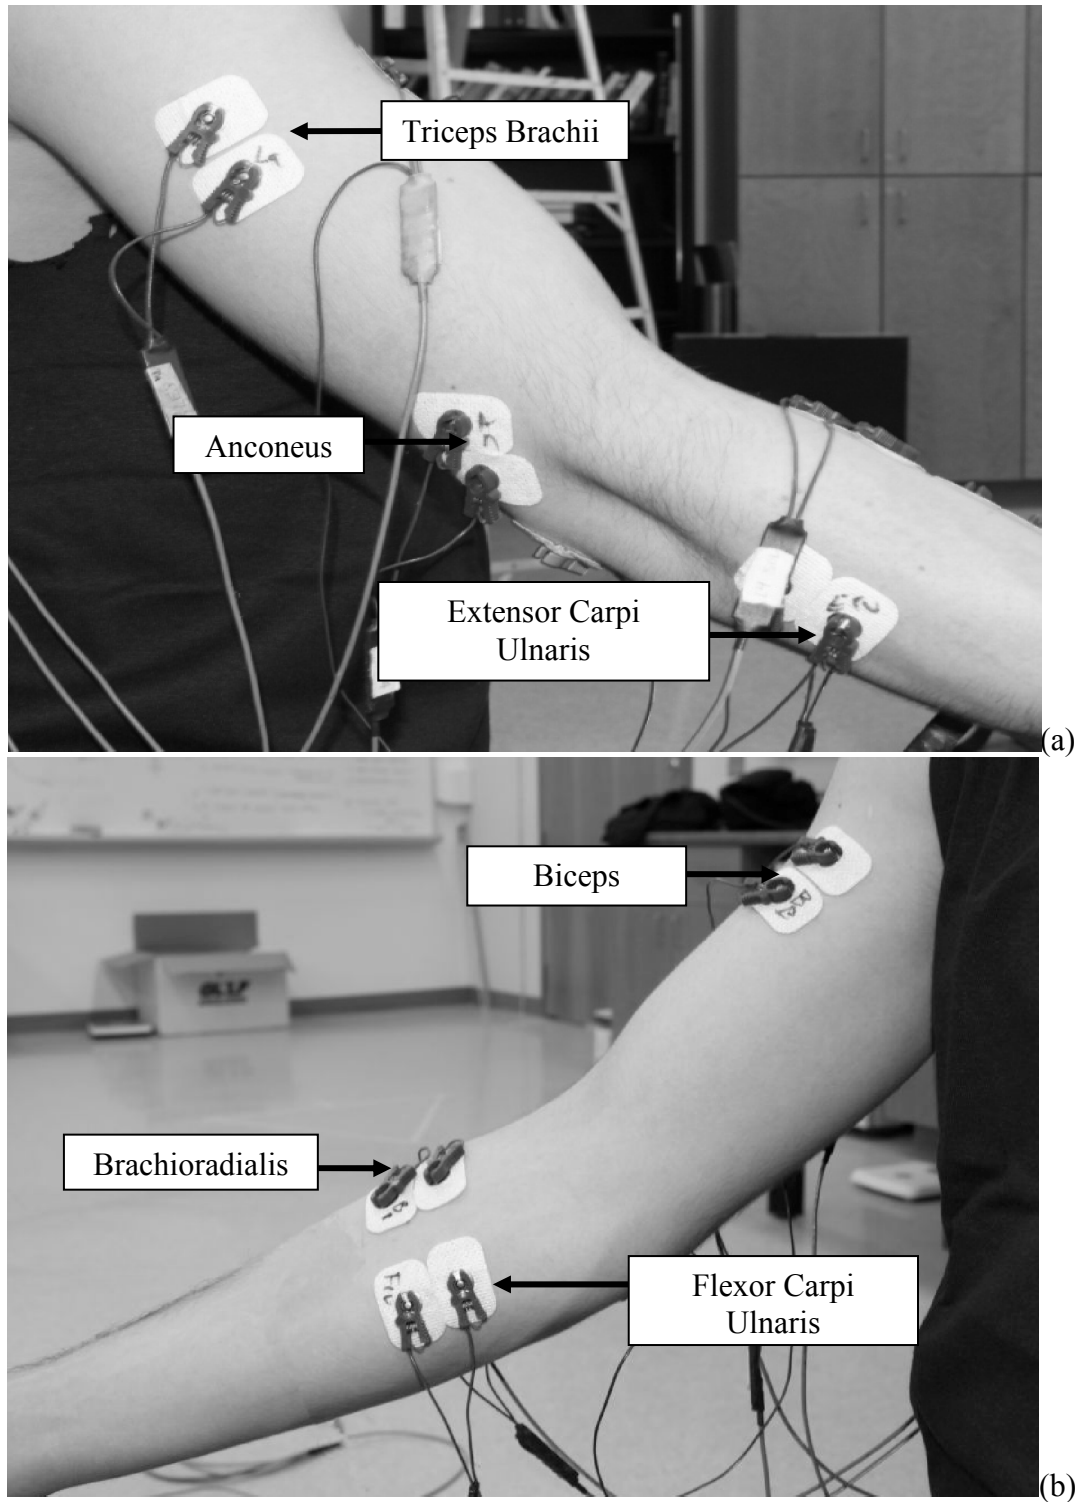 Triceps Brachii
Anconeus
Extensor Carpi
Ulnaris
(a)
Biceps
Brachioradialis
Flexor Carpi
Ulnaris
(b)